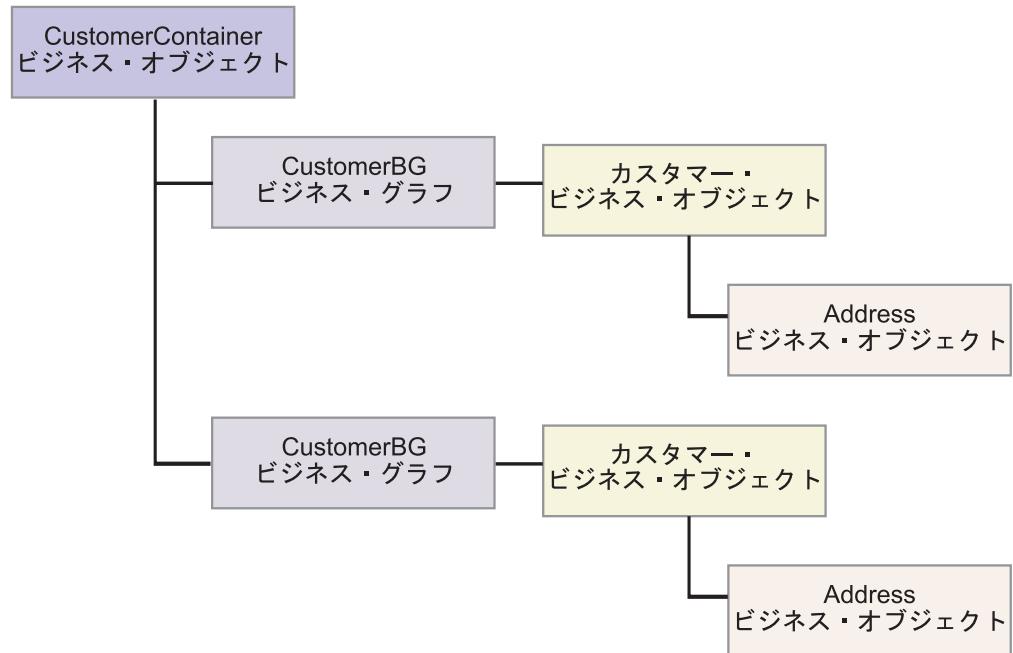 CustomerContainer
ビジネス・オブジェクト
CustomerBG
ビジネス・グラフ
カスタマー・
ビジネス・オブジェクト
Address
ビジネス・オブジェクト
CustomerBG
ビジネス・グラフ
カスタマー・
ビジネス・オブジェクト
Address
ビジネス・オブジェクト